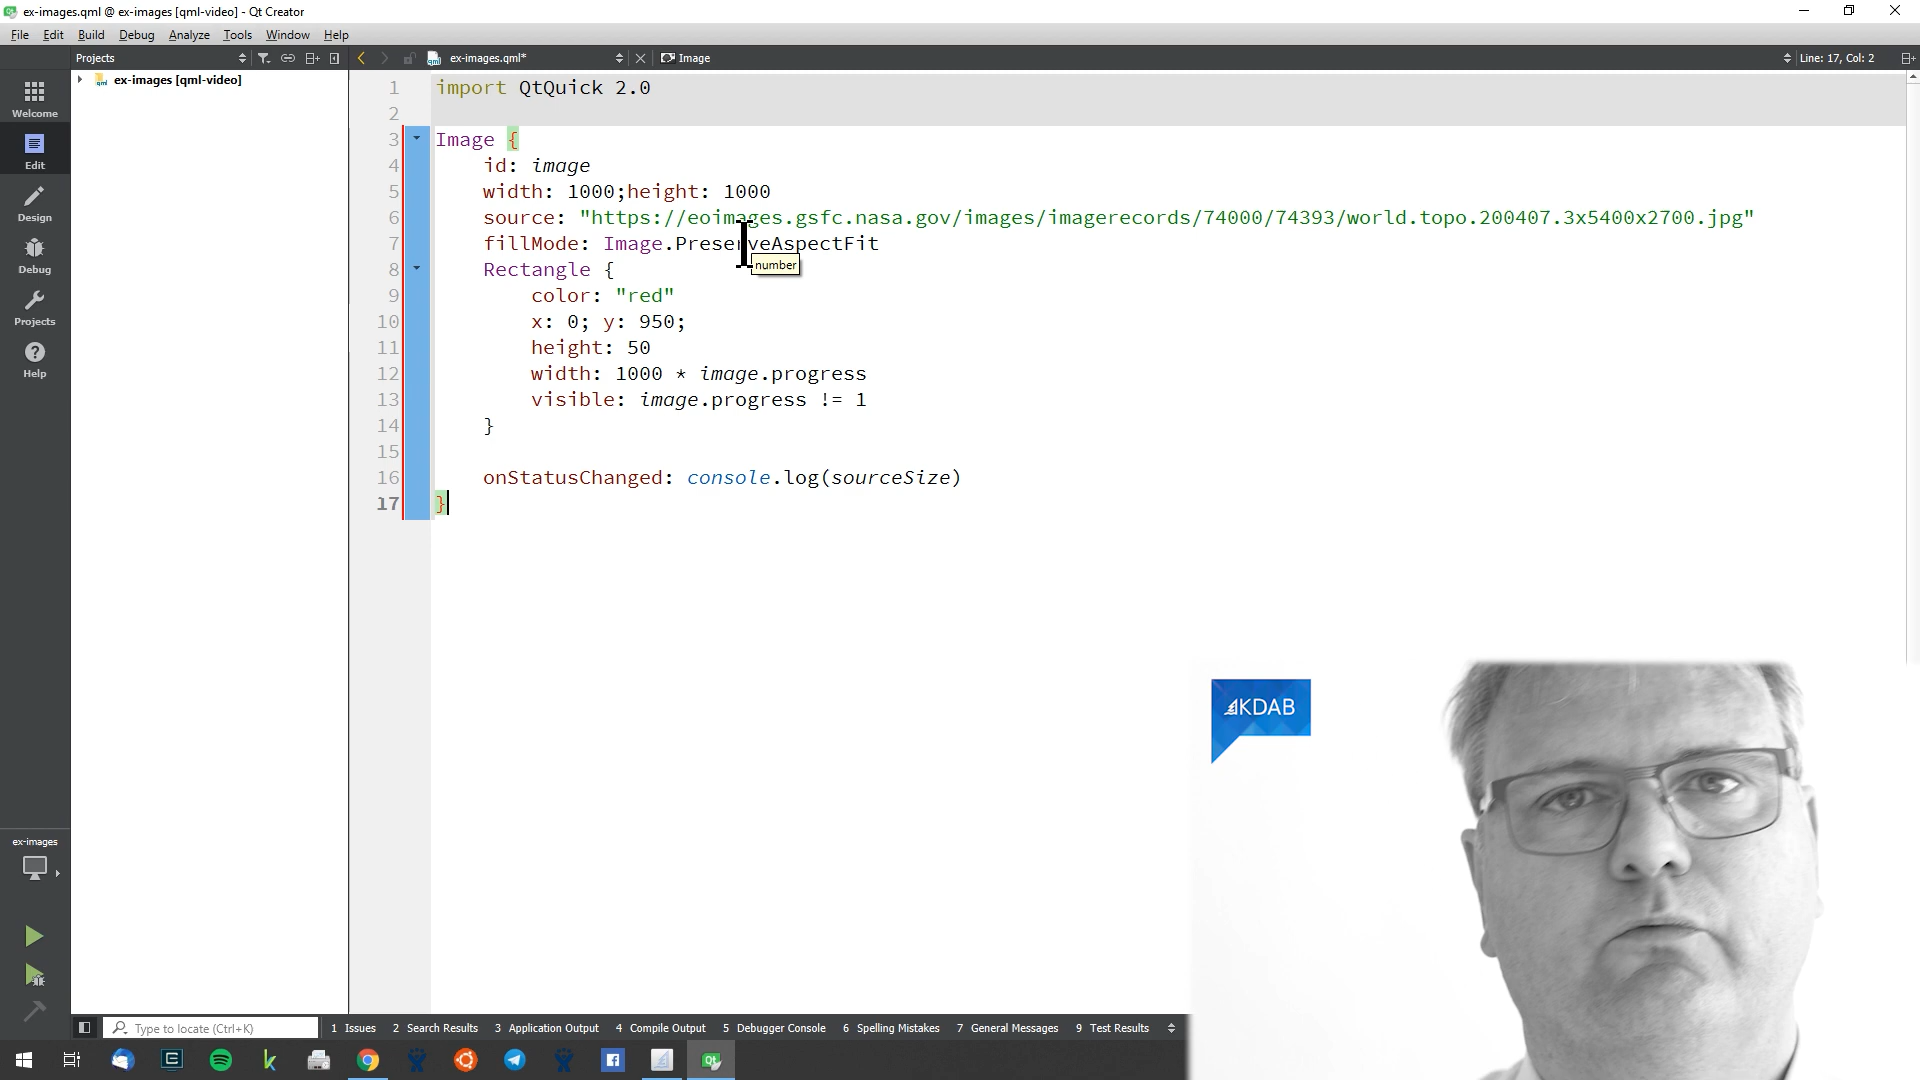 ex-images.qml @ ex-images [qml-video] - Qt Creator
File Edit Build Debug Analyze Tools Window Help
Projects
ex-images.qml*
Image
Line: 17, Col: 2
ex-images [qml-video]
Welcome
Edit
Design
Debug
Projects
Help
1 import QtQuick 2.0
2
3 Image {
4 id: image
5 width: 1000;height: 1000
6 source: "https://eoimages.gsfc.nasa.gov/images/imagerecords/74000/74393/world.topo.200407.3x5400x2700.jpg"
7 fillMode: Image.PreserveAspectFit
number
8 Rectangle {
9 color: "red"
10 x: 0; y: 950;
11 height: 50
12 width: 1000 * image.progress
13 visible: image.progress != 1
14 }
15
16 onStatusChanged: console.log(sourceSize)
17 }
KDAB
ex-images
Type to locate (Ctrl+K)
1 Issues 2 Search Results 3 Application Output 4 Compile Output 5 Debugger Console 6 Spelling Mistakes 7 General Messages 9 Test Results